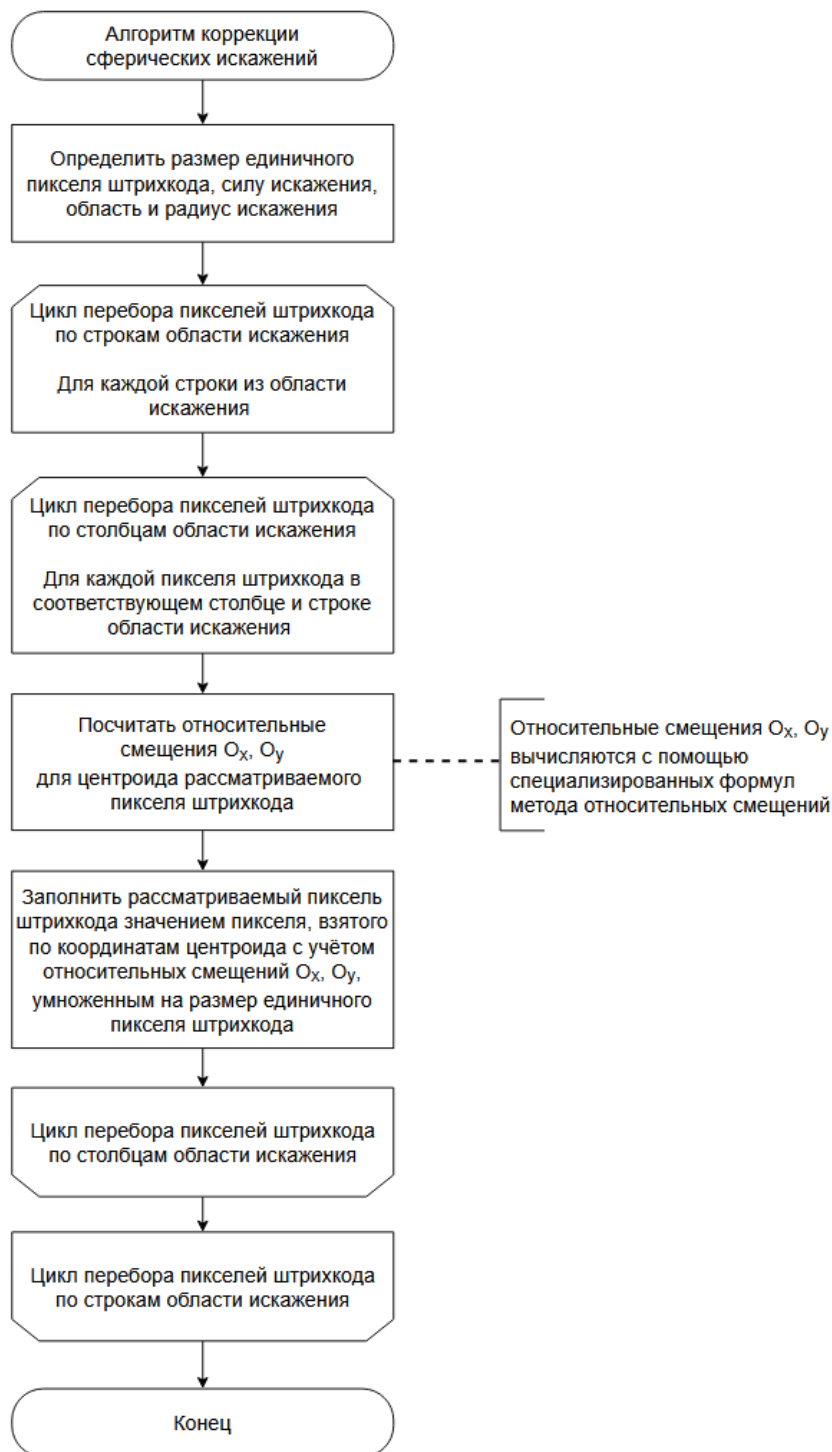 Алгоритм коррекции
сферических искажений
Определить размер единичного
пикселя штрихкода, силу искажения,
область и радиус искажения
Цикл перебора пикселей штрихкода
по строкам области искажения
Для каждой строки из области
искажения
Цикл перебора пикселей штрихкода
по столбцам области искажения
Для каждой пикселя штрихкода в
соответствующем столбце и строке
области искажения
Посчитать относительные
смещения Ox, Oy
для центроида рассматриваемого
пикселя штрихкода
Относительные смещения Ox, Oy
вычисляются с помощью
специализированных формул
метода относительных смещений
Заполнить рассматриваемый пиксель
штрихкода значением пикселя, взятого
по координатам центроида с учётом
относительных смещений Ox, Oy,
умноженным на размер единичного
пикселя штрихкода
Цикл перебора пикселей штрихкода
по столбцам области искажения
Цикл перебора пикселей штрихкода
по строкам области искажения
Конец